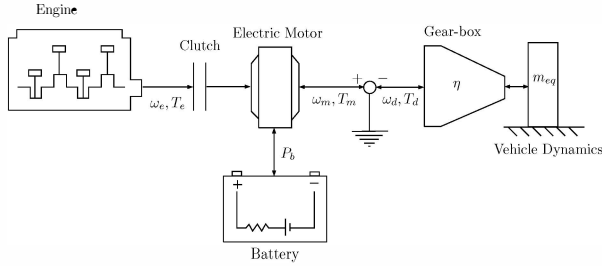 Engine
Clutch
Electric Motor
Gear-box
ωe, Te
ωm, Tm
+
−
ωd, Td
η
meq
Vehicle Dynamics
Pb
+
−
Battery